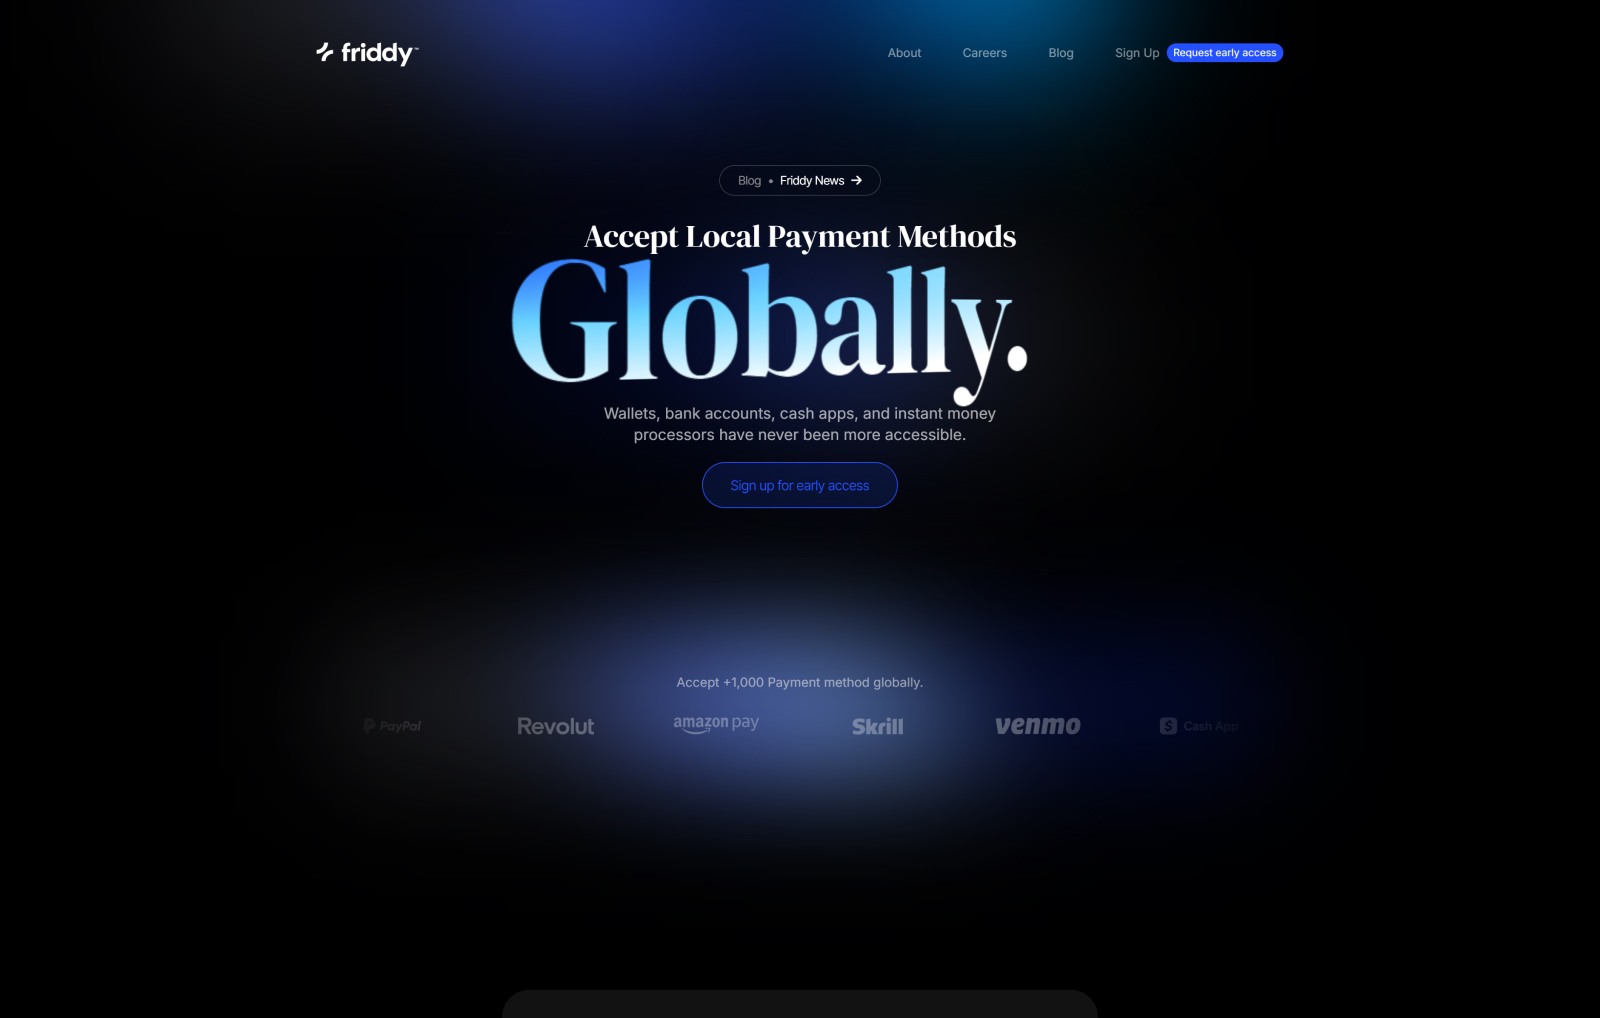 friddy™
About
Careers
Blog
Sign Up
Request early access
Blog • Friddy News →
Accept Local Payment Methods
Globally.
Wallets, bank accounts, cash apps, and instant money
processors have never been more accessible.
Sign up for early access
Accept +1,000 Payment method globally.
PayPal
Revolut
amazon pay
Skrill
venmo
$ Cash App